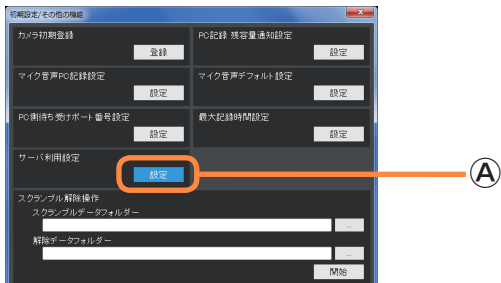 初期設定/その他の機能
カメラ初期登録
登録
PC記録 残容量通知設定
設定
マイク音声PC記録設定
設定
マイク音声デフォルト設定
設定
PC側待ち受けポート番号設定
設定
最大記録時間設定
設定
サーバ利用設定
設定
Ⓐ
スクランブル解除操作
スクランブルデータフォルダー
...
解除データフォルダー
...
開始